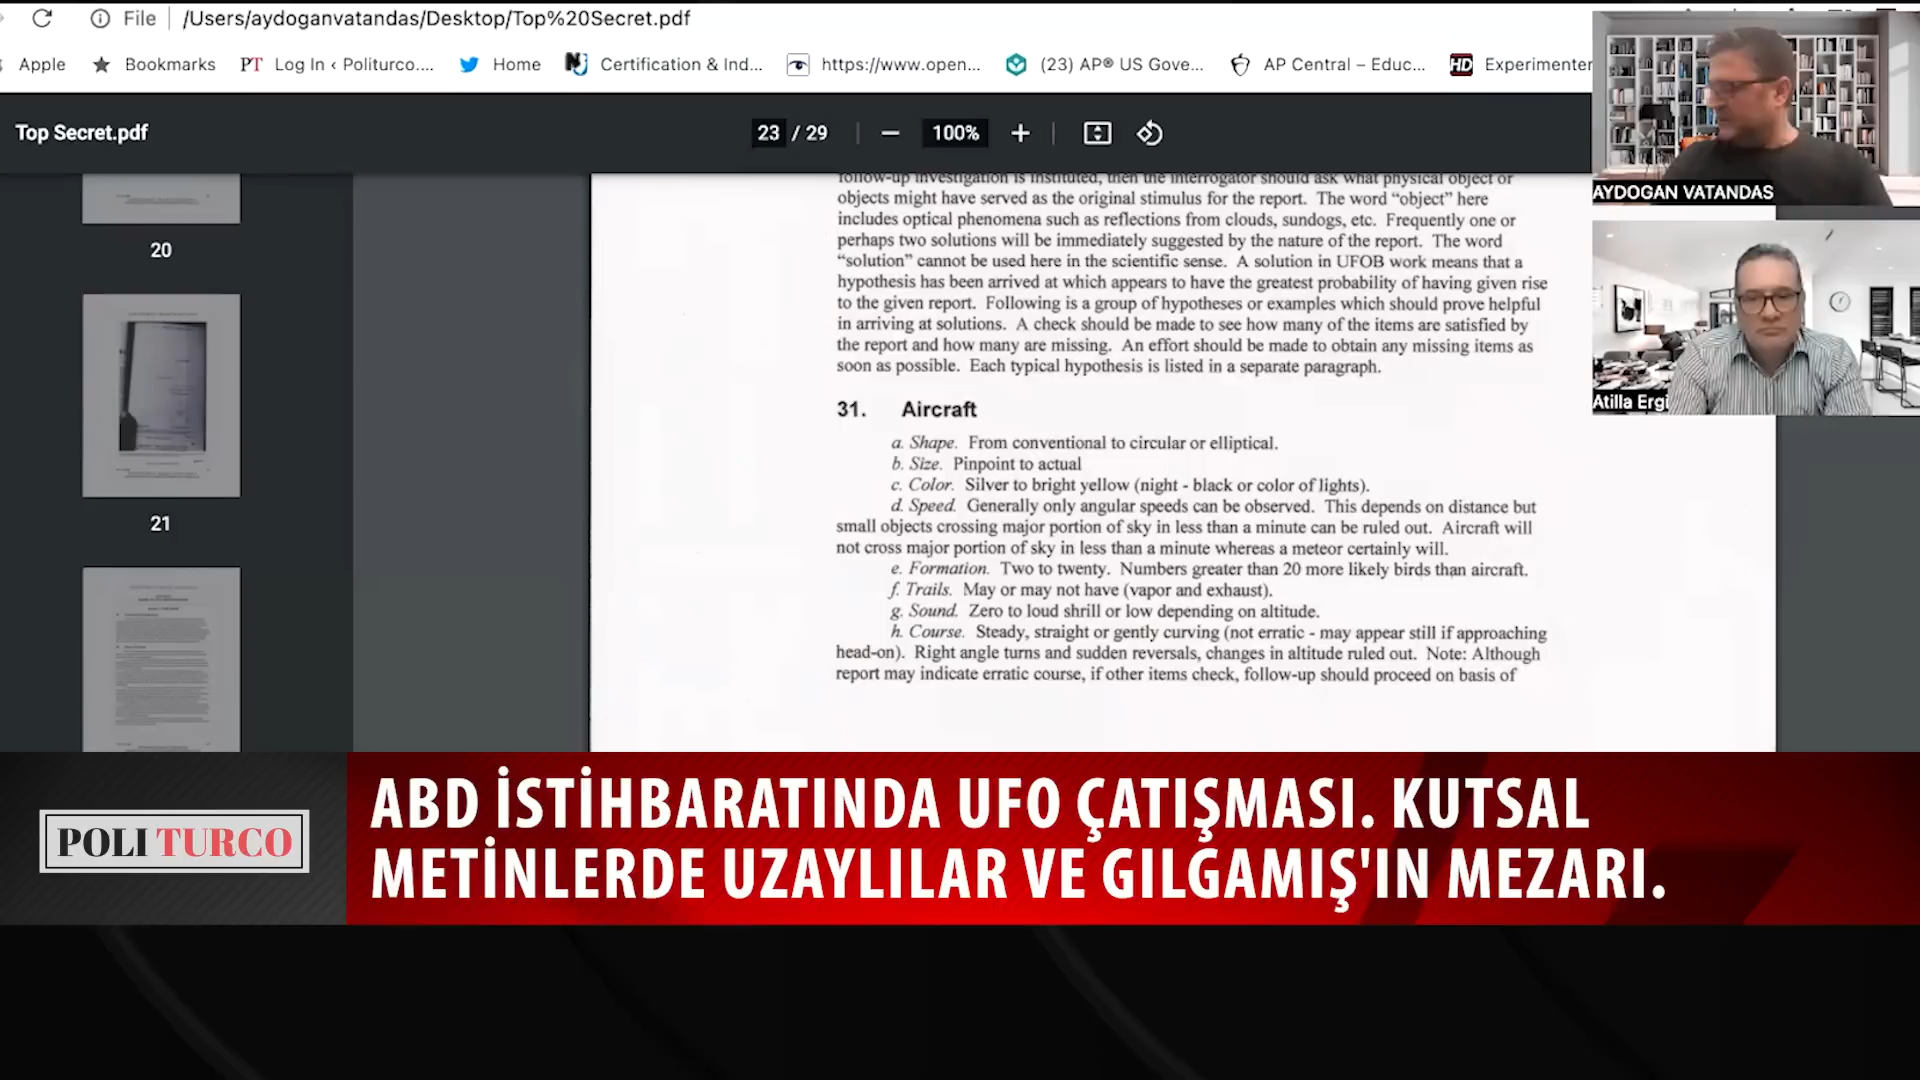 File /Users/aydoganvatandas/Desktop/Top%20Secret.pdf
Apple Bookmarks PT Log In ‹ Politurco.... Home Certification & Ind... https://www.open... (23) AP® US Gove... AP Central – Educ... HD Experimenter
Top Secret.pdf 23 / 29 100%
AYDOGAN VATANDAS
Atilla Ergi
20
21
follow-up investigation is instituted, then the interrogator should ask what physical object or
objects might have served as the original stimulus for the report. The word “object” here
includes optical phenomena such as reflections from clouds, sundogs, etc. Frequently one or
perhaps two solutions will be immediately suggested by the nature of the report. The word
“solution” cannot be used here in the scientific sense. A solution in UFOB work means that a
hypothesis has been arrived at which appears to have the greatest probability of having given rise
to the given report. Following is a group of hypotheses or examples which should prove helpful
in arriving at solutions. A check should be made to see how many of the items are satisfied by
the report and how many are missing. An effort should be made to obtain any missing items as
soon as possible. Each typical hypothesis is listed in a separate paragraph.
31. Aircraft
a. Shape. From conventional to circular or elliptical.
b. Size. Pinpoint to actual
c. Color. Silver to bright yellow (night - black or color of lights).
d. Speed. Generally only angular speeds can be observed. This depends on distance but
small objects crossing major portion of sky in less than a minute can be ruled out. Aircraft will
not cross major portion of sky in less than a minute whereas a meteor certainly will.
e. Formation. Two to twenty. Numbers greater than 20 more likely birds than aircraft.
f. Trails. May or may not have (vapor and exhaust).
g. Sound. Zero to loud shrill or low depending on altitude.
h. Course. Steady, straight or gently curving (not erratic - may appear still if approaching
head-on). Right angle turns and sudden reversals, changes in altitude ruled out. Note: Although
report may indicate erratic course, if other items check, follow-up should proceed on basis of
POLITURCO
ABD İSTİHBARATINDA UFO ÇATIŞMASI. KUTSAL
METİNLERDE UZAYLILAR VE GILGAMIŞ'IN MEZARI.